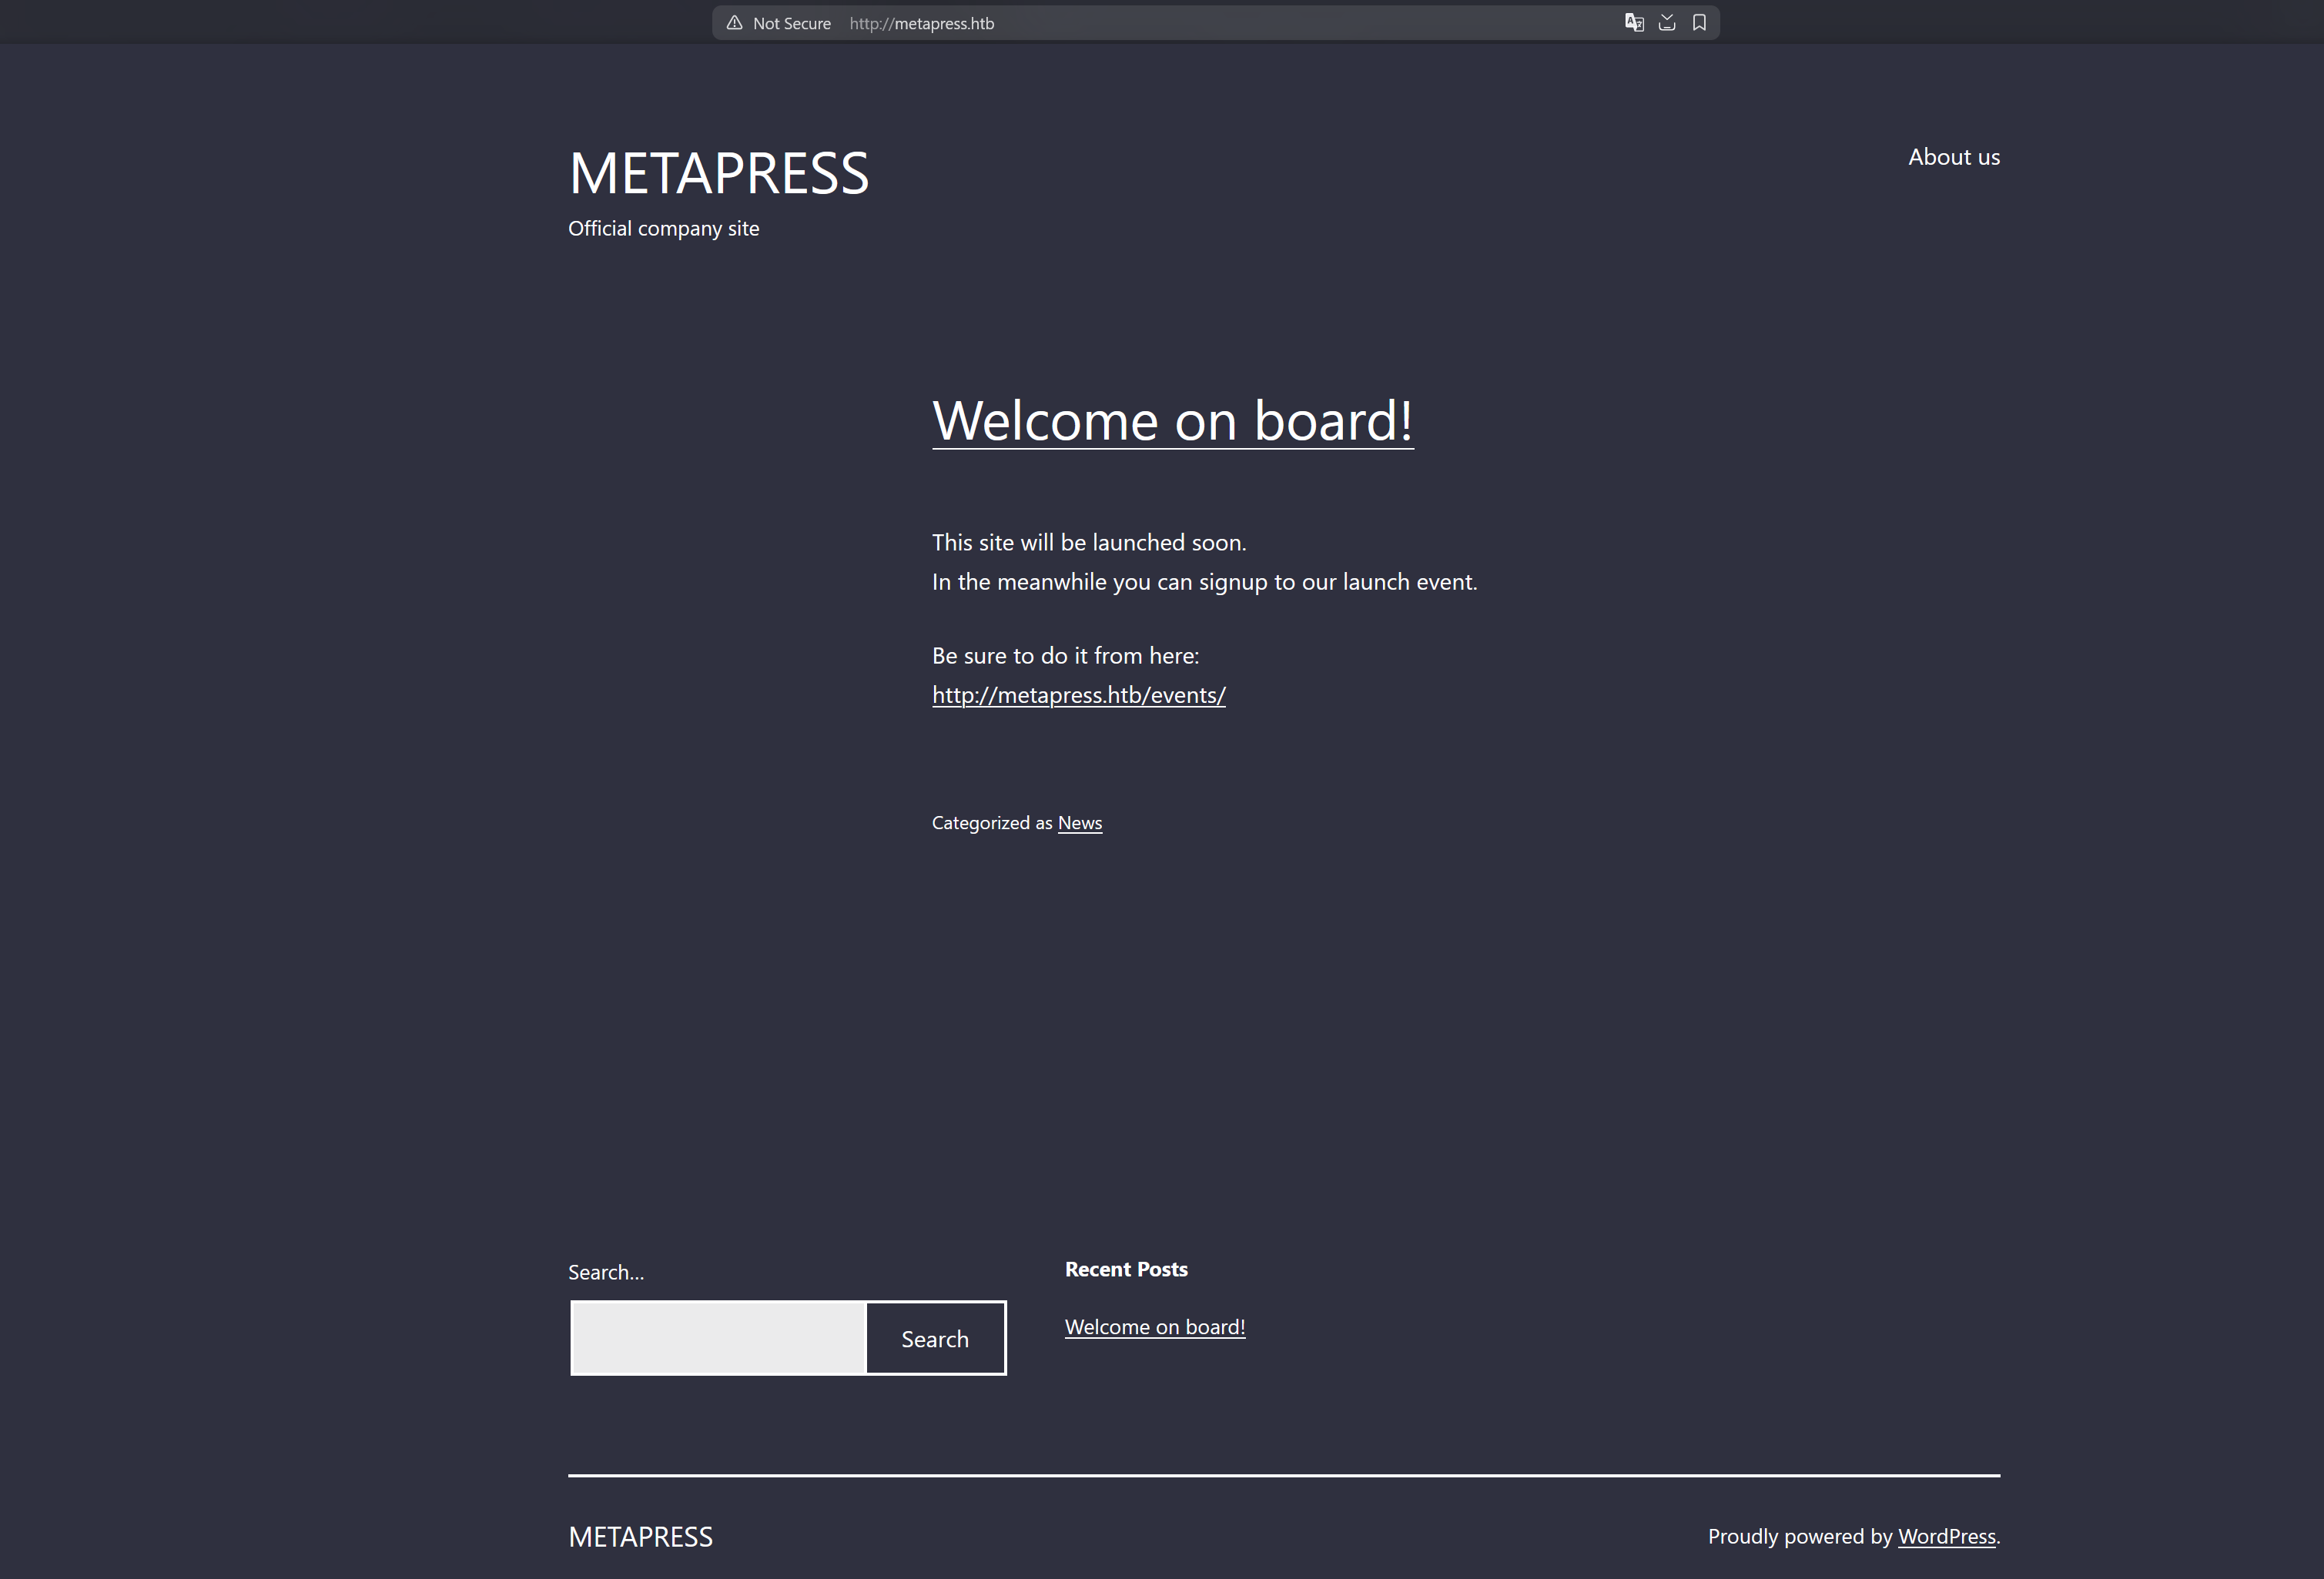 Not Secure http://metapress.htb
METAPRESS
About us
Official company site
Welcome on board!
This site will be launched soon.
In the meanwhile you can signup to our launch event.
Be sure to do it from here:
http://metapress.htb/events/
Categorized as News
Search…
Search
Recent Posts
Welcome on board!
METAPRESS
Proudly powered by WordPress.